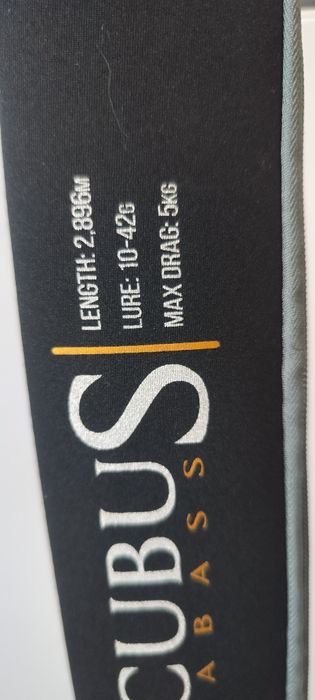 CUBUS
ABASS
LENGTH: 2,896M
LURE: 10-42G
MAX DRAG: 5KG